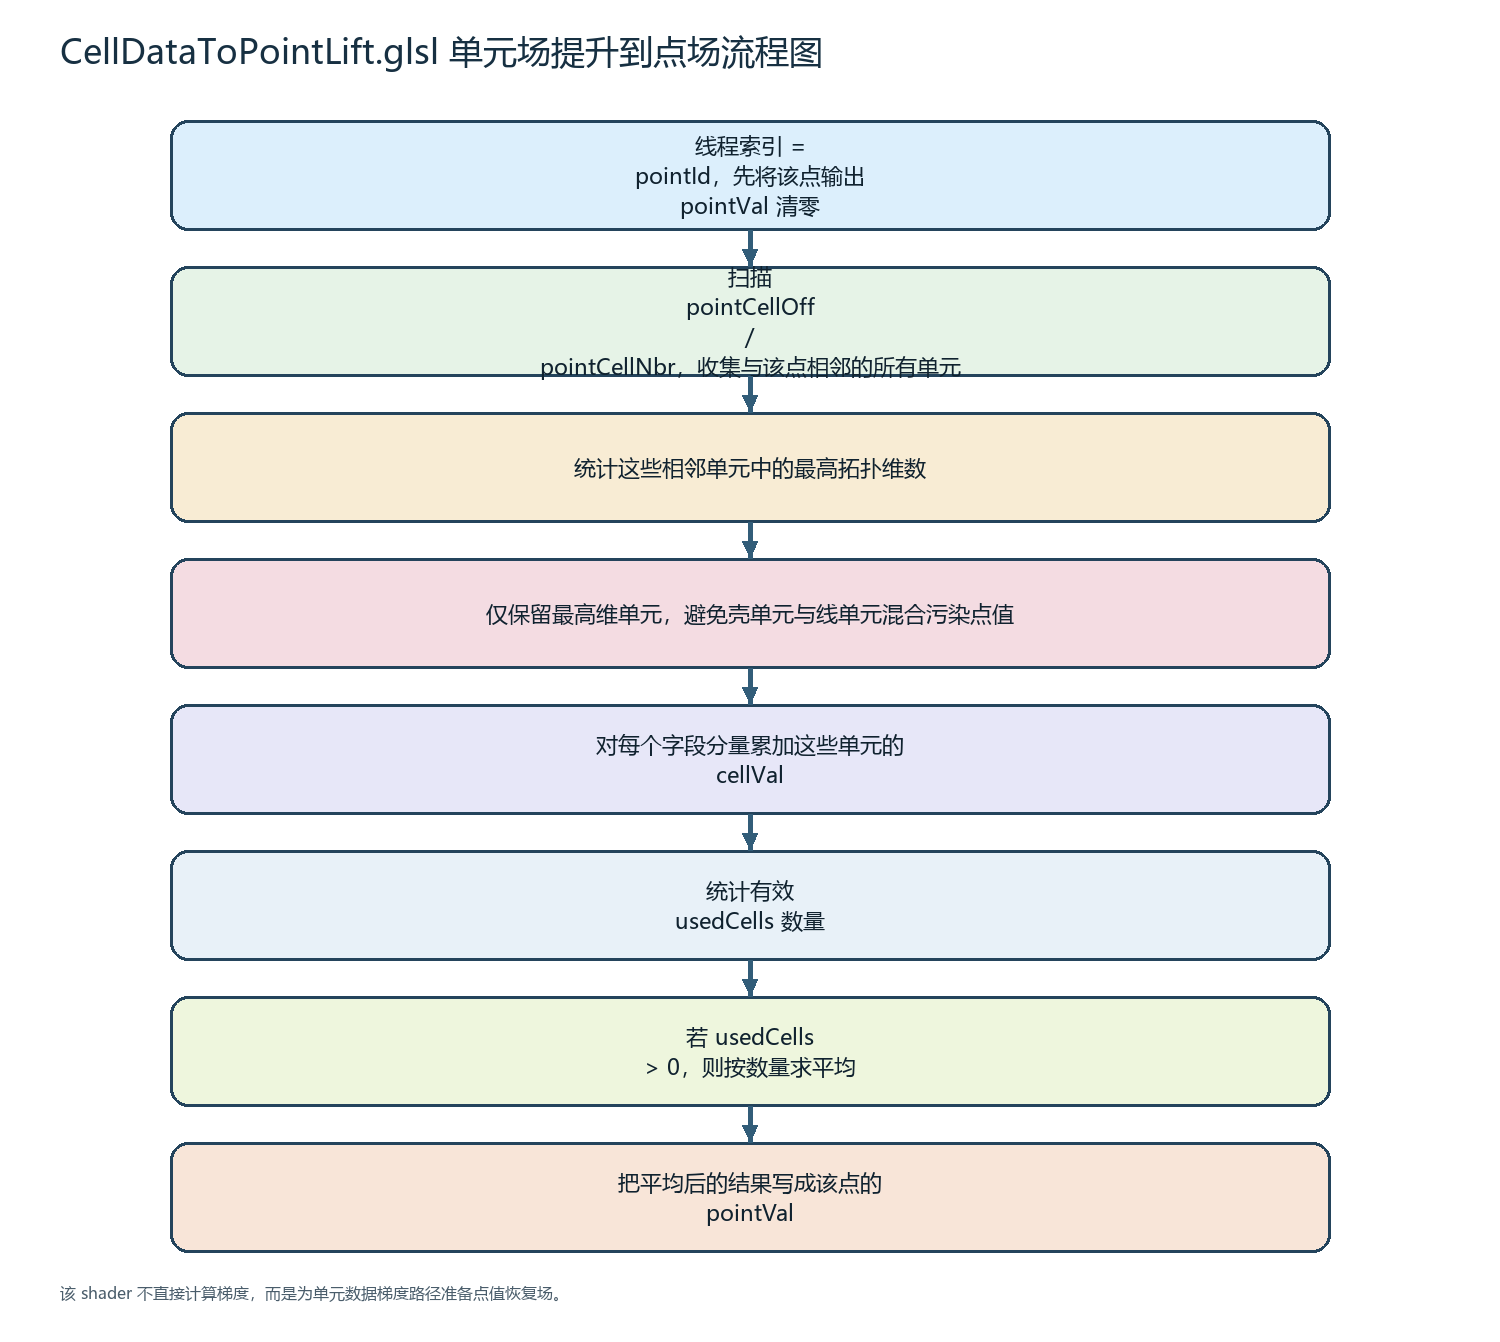 CellDataToPointLift.glsl 单元场提升到点场流程图
线程索引 =
pointId，先将该点输出
pointVal 清零
扫描
pointCellOff
/
pointCellNbr，收集与该点相邻的所有单元
统计这些相邻单元中的最高拓扑维数
仅保留最高维单元，避免壳单元与线单元混合污染点值
对每个字段分量累加这些单元的
cellVal
统计有效
usedCells 数量
若 usedCells
> 0，则按数量求平均
把平均后的结果写成该点的
pointVal
该 shader 不直接计算梯度，而是为单元数据梯度路径准备点值恢复场。